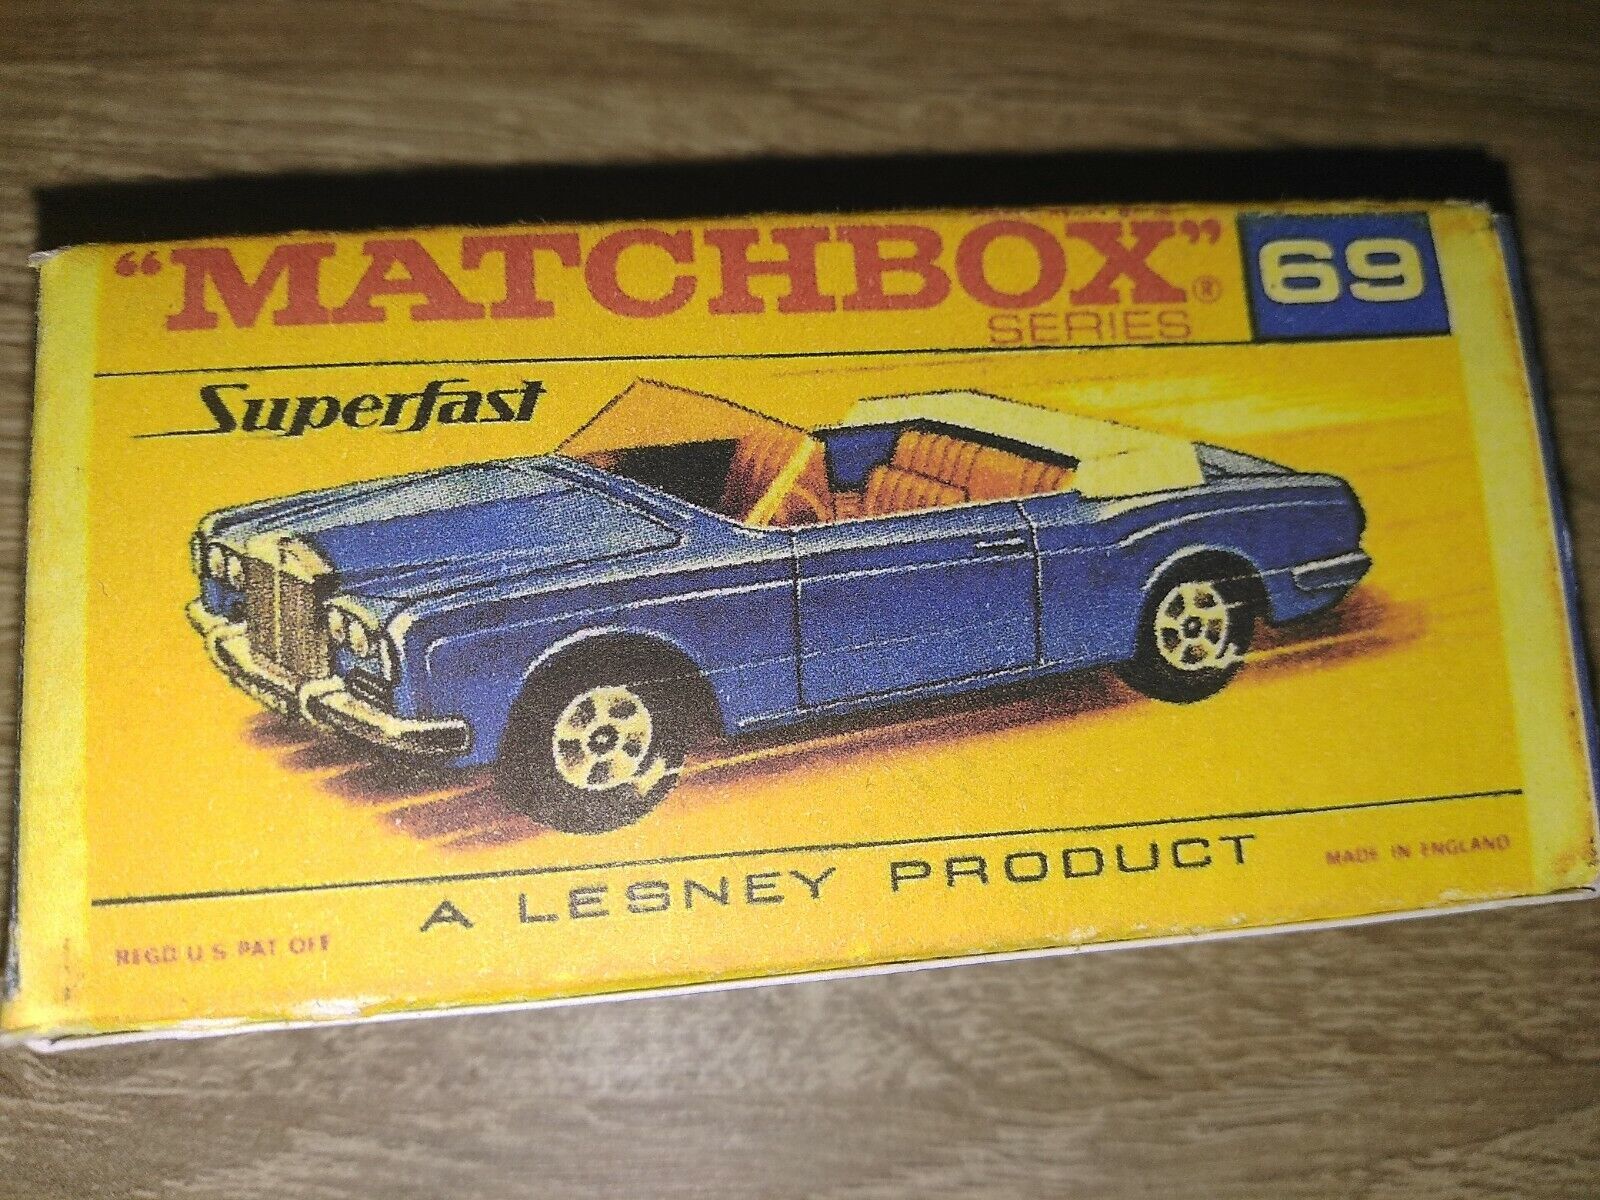 "MATCHBOX"®
SERIES
69
Superfast
A LESNEY PRODUCT
MADE IN ENGLAND
REGD U S PAT OFF